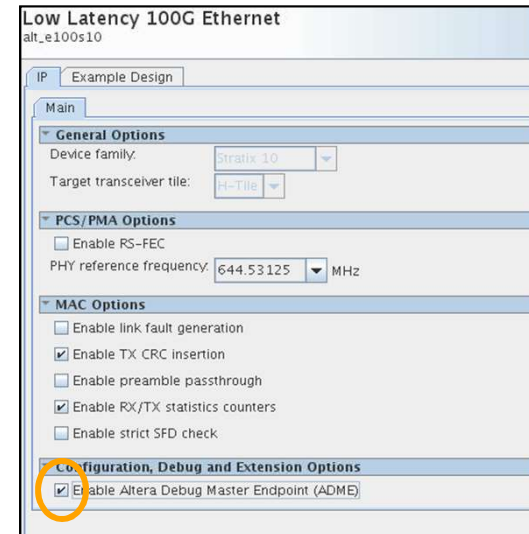 Low Latency 100G Ethernet
alt_e100s10
IP Example Design
Main
General Options
Device family: Stratix 10
Target transceiver tile: H-Tile
PCS/PMA Options
Enable RS-FEC
PHY reference frequency: 644.53125 MHz
MAC Options
Enable link fault generation
Enable TX CRC insertion
Enable preamble passthrough
Enable RX/TX statistics counters
Enable strict SFD check
Configuration, Debug and Extension Options
Enable Altera Debug Master Endpoint (ADME)